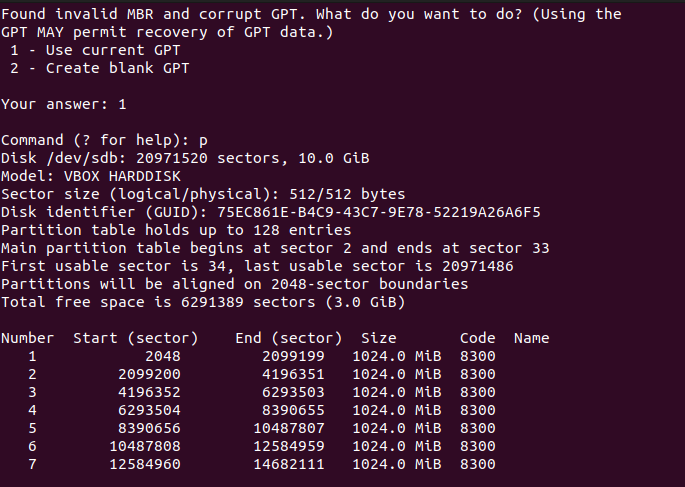 Found invalid MBR and corrupt GPT. What do you want to do? (Using the
GPT MAY permit recovery of GPT data.)
 1 - Use current GPT
 2 - Create blank GPT

Your answer: 1

Command (? for help): p
Disk /dev/sdb: 20971520 sectors, 10.0 GiB
Model: VBOX HARDDISK
Sector size (logical/physical): 512/512 bytes
Disk identifier (GUID): 75EC861E-B4C9-43C7-9E78-52219A26A6F5
Partition table holds up to 128 entries
Main partition table begins at sector 2 and ends at sector 33
First usable sector is 34, last usable sector is 20971486
Partitions will be aligned on 2048-sector boundaries
Total free space is 6291389 sectors (3.0 GiB)

Number  Start (sector)    End (sector)  Size       Code  Name
   1            2048         2099199   1024.0 MiB  8300
   2         2099200         4196351   1024.0 MiB  8300
   3         4196352         6293503   1024.0 MiB  8300
   4         6293504         8390655   1024.0 MiB  8300
   5         8390656        10487807   1024.0 MiB  8300
   6        10487808        12584959   1024.0 MiB  8300
   7        12584960        14682111   1024.0 MiB  8300